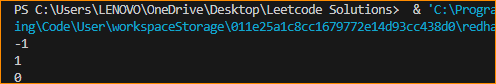 PS C:\Users\LENOVO\OneDrive\Desktop\Leetcode Solutions>  & 'C:\Progra
ing\Code\User\workspaceStorage\011e25a1c8cc1679772e14d93cc438d0\redha
-1
1
0